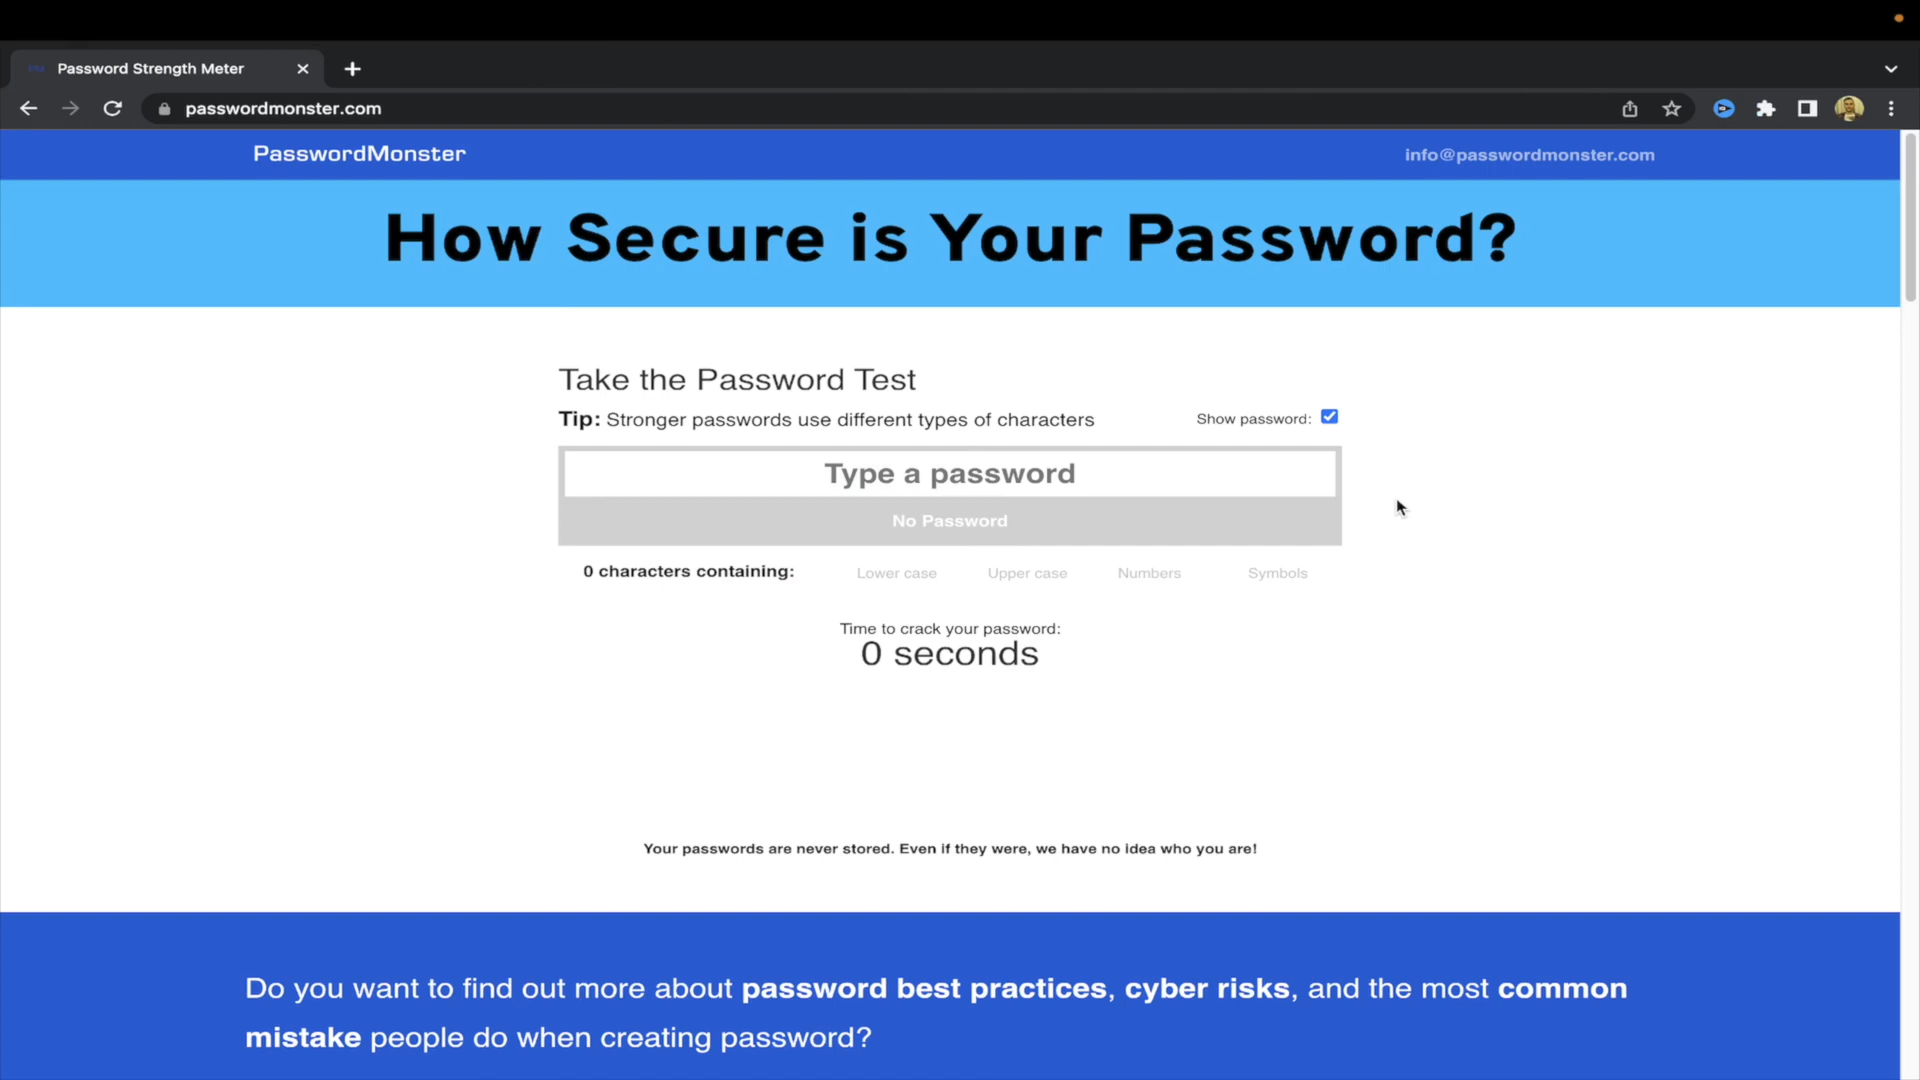 Password Strength Meter
passwordmonster.com
PasswordMonster
info@passwordmonster.com
How Secure is Your Password?
Take the Password Test
Tip: Stronger passwords use different types of characters
Show password:
Type a password
No Password
0 characters containing:
Lower case
Upper case
Numbers
Symbols
Time to crack your password:
0 seconds
Your passwords are never stored. Even if they were, we have no idea who you are!
Do you want to find out more about password best practices, cyber risks, and the most common
mistake people do when creating password?